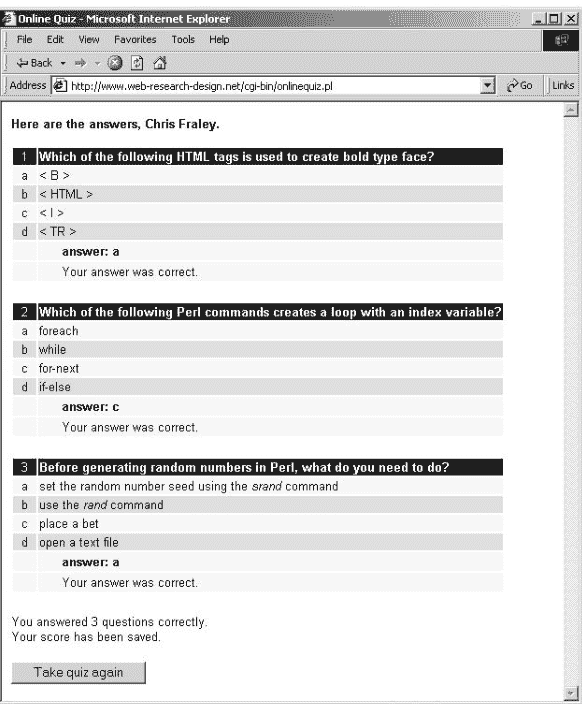 Online Quiz - Microsoft Internet Explorer
File Edit View Favorites Tools Help
Back
Address http://www.web-research-design.net/cgi-bin/onlinequiz.pl Go Links
Here are the answers, Chris Fraley.
1 Which of the following HTML tags is used to create bold type face?
a < B >
b < HTML >
c < I >
d < TR >
answer: a
Your answer was correct.
2 Which of the following Perl commands creates a loop with an index variable?
a foreach
b while
c for-next
d if-else
answer: c
Your answer was correct.
3 Before generating random numbers in Perl, what do you need to do?
a set the random number seed using the srand command
b use the rand command
c place a bet
d open a text file
answer: a
Your answer was correct.
You answered 3 questions correctly.
Your score has been saved.
Take quiz again